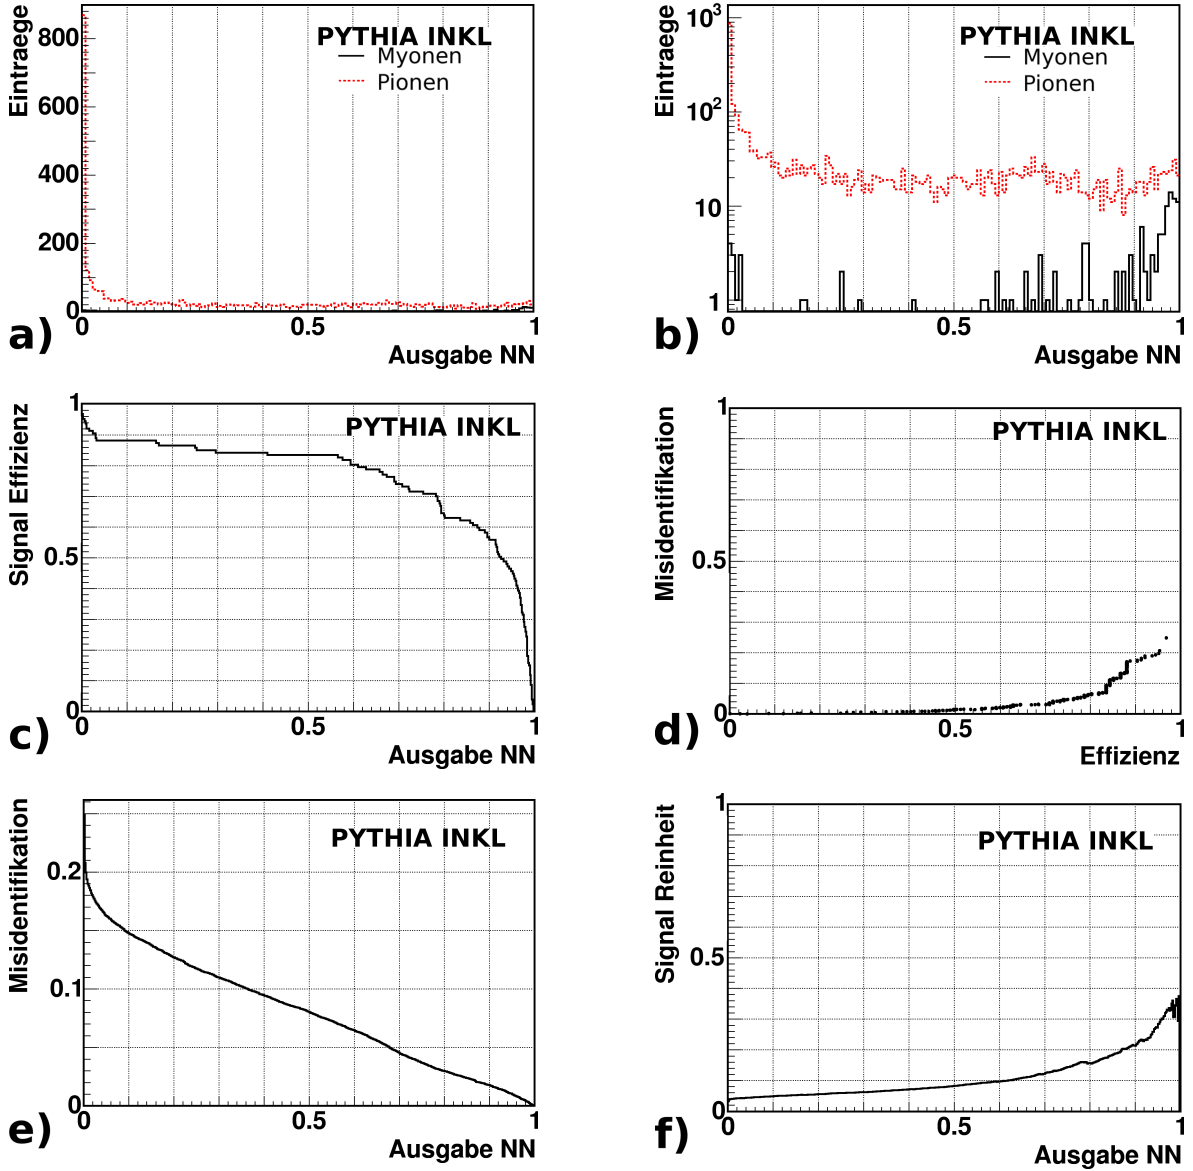 Eintraege
800
600
400
200
0
PYTHIA INKL
Myonen
Pionen
0
0.5
1
Ausgabe NN
a)
Eintraege
10³
10²
10
1
PYTHIA INKL
Myonen
Pionen
0
0.5
1
Ausgabe NN
b)
Signal Effizienz
1
0.5
0
PYTHIA INKL
0
0.5
1
Ausgabe NN
c)
Misidentifikation
1
0.5
0
PYTHIA INKL
0
0.5
1
Effizienz
d)
Misidentifikation
0.2
0.1
0
PYTHIA INKL
0
0.5
1
Ausgabe NN
e)
Signal Reinheit
1
0.5
0
PYTHIA INKL
0
0.5
1
Ausgabe NN
f)